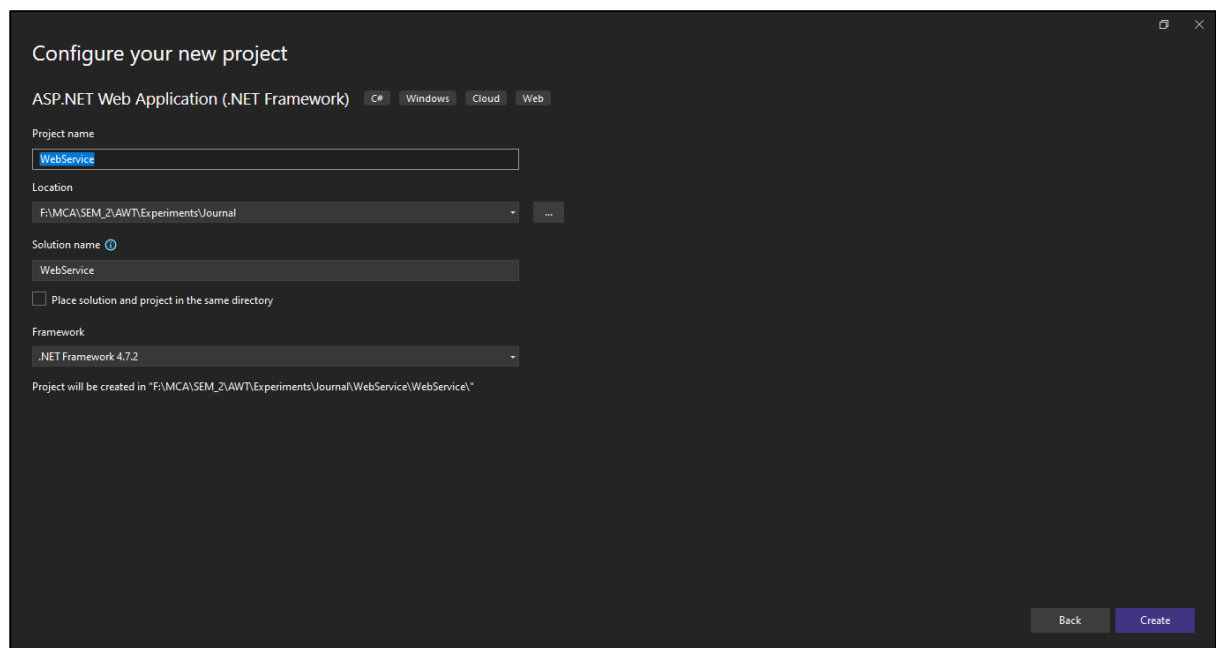 Configure your new project
ASP.NET Web Application (.NET Framework) C# Windows Cloud Web
Project name
WebService
Location
F:\MCA\SEM_2\AWT\Experiments\Journal ...
Solution name
WebService
Place solution and project in the same directory
Framework
.NET Framework 4.7.2
Project will be created in "F:\MCA\SEM_2\AWT\Experiments\Journal\WebService\WebService\"
Back Create